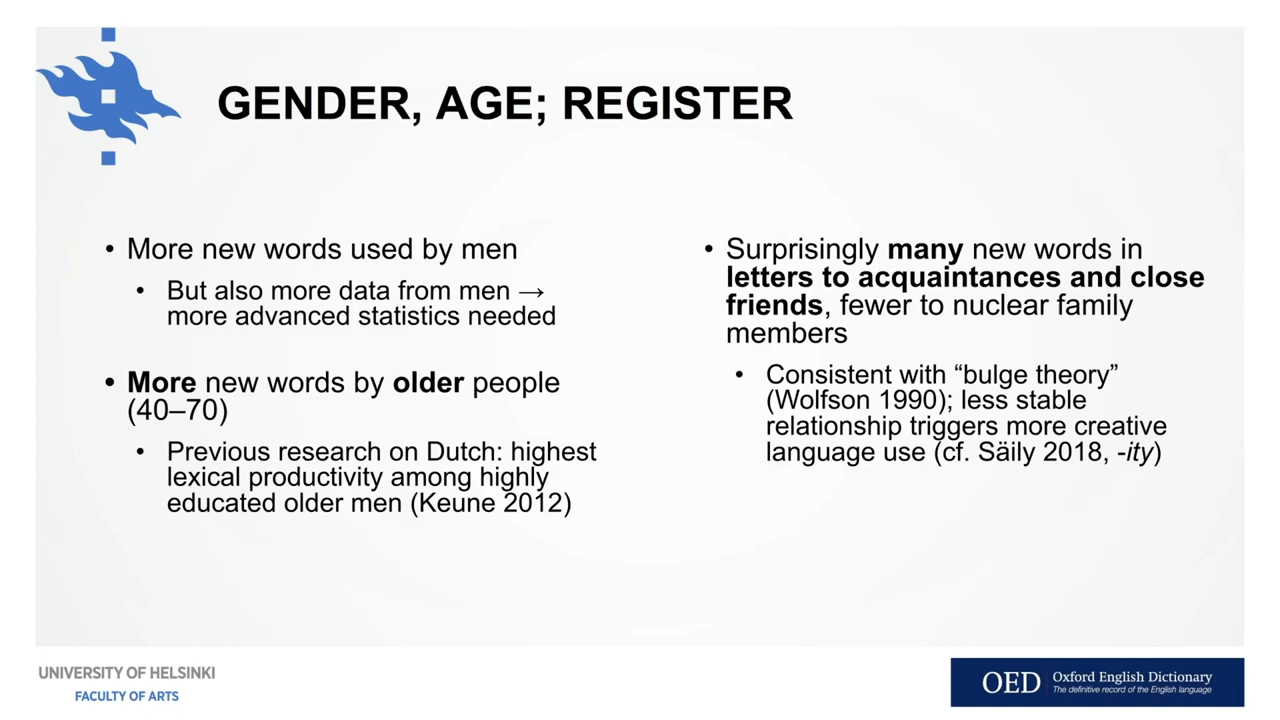 GENDER, AGE; REGISTER
• More new words used by men
• But also more data from men →
more advanced statistics needed
• More new words by older people
(40–70)
• Previous research on Dutch: highest
lexical productivity among highly
educated older men (Keune 2012)
• Surprisingly many new words in
letters to acquaintances and close
friends, fewer to nuclear family
members
• Consistent with “bulge theory”
(Wolfson 1990); less stable
relationship triggers more creative
language use (cf. Säily 2018, -ity)
UNIVERSITY OF HELSINKI
FACULTY OF ARTS
OED
Oxford English Dictionary
The definitive record of the English language